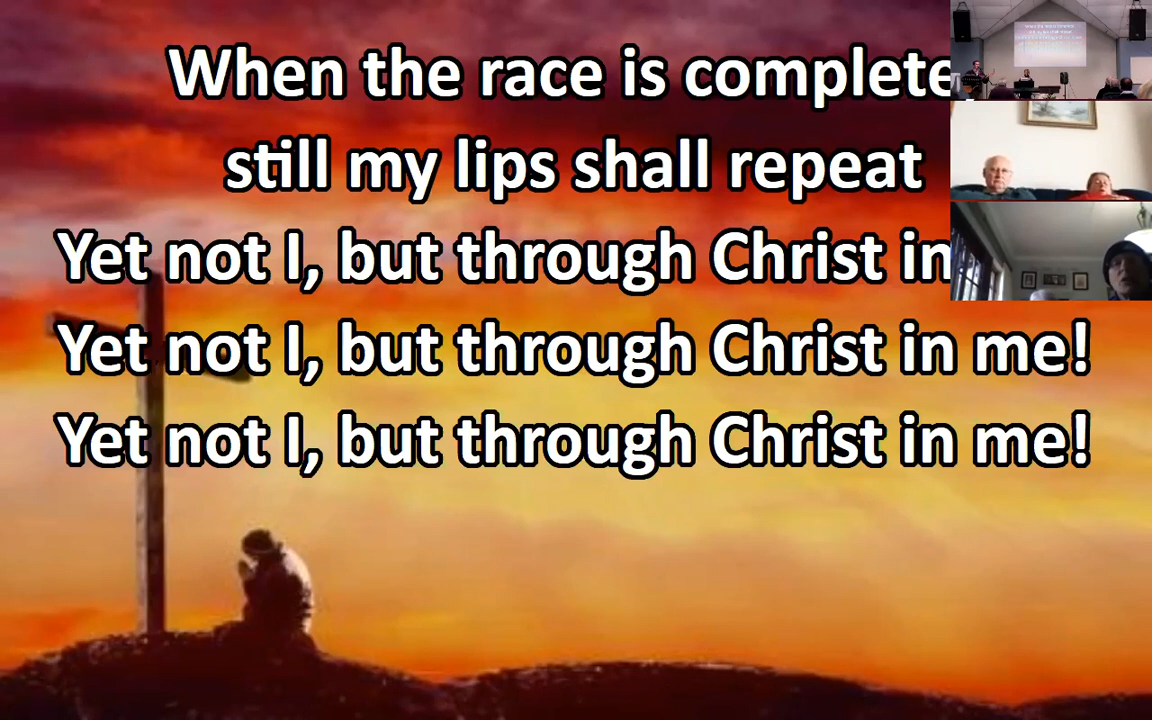 When the race is complete,
still my lips shall repeat
Yet not I, but through Christ in
Yet not I, but through Christ in me!
Yet not I, but through Christ in me!